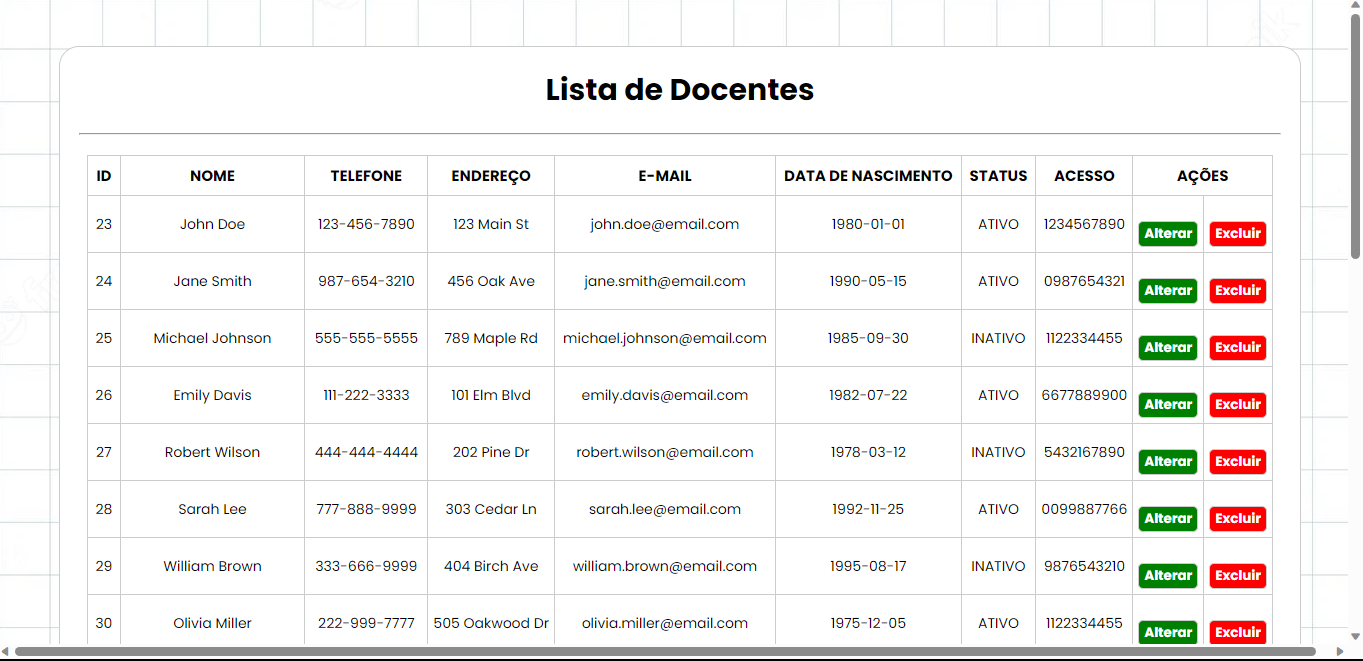 Lista de Docentes
ID NOME TELEFONE ENDEREÇO E-MAIL DATA DE NASCIMENTO STATUS ACESSO AÇÕES
23 John Doe 123-456-7890 123 Main St john.doe@email.com 1980-01-01 ATIVO 1234567890 Alterar Excluir
24 Jane Smith 987-654-3210 456 Oak Ave jane.smith@email.com 1990-05-15 ATIVO 0987654321 Alterar Excluir
25 Michael Johnson 555-555-5555 789 Maple Rd michael.johnson@email.com 1985-09-30 INATIVO 1122334455 Alterar Excluir
26 Emily Davis 111-222-3333 101 Elm Blvd emily.davis@email.com 1982-07-22 ATIVO 6677889900 Alterar Excluir
27 Robert Wilson 444-444-4444 202 Pine Dr robert.wilson@email.com 1978-03-12 INATIVO 5432167890 Alterar Excluir
28 Sarah Lee 777-888-9999 303 Cedar Ln sarah.lee@email.com 1992-11-25 ATIVO 0099887766 Alterar Excluir
29 William Brown 333-666-9999 404 Birch Ave william.brown@email.com 1995-08-17 INATIVO 9876543210 Alterar Excluir
30 Olivia Miller 222-999-7777 505 Oakwood Dr olivia.miller@email.com 1975-12-05 ATIVO 1122334455 Alterar Excluir